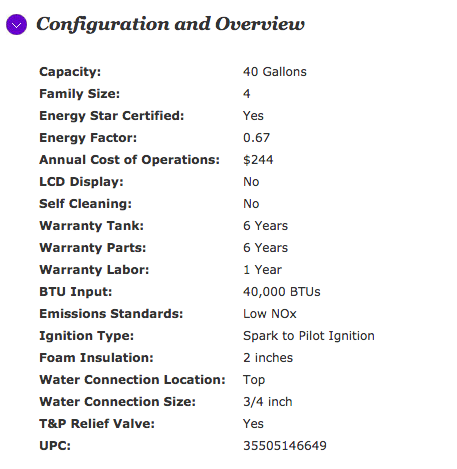 Configuration and Overview
Capacity: 40 Gallons
Family Size: 4
Energy Star Certified: Yes
Energy Factor: 0.67
Annual Cost of Operations: $244
LCD Display: No
Self Cleaning: No
Warranty Tank: 6 Years
Warranty Parts: 6 Years
Warranty Labor: 1 Year
BTU Input: 40,000 BTUs
Emissions Standards: Low NOx
Ignition Type: Spark to Pilot Ignition
Foam Insulation: 2 inches
Water Connection Location: Top
Water Connection Size: 3/4 inch
T&P Relief Valve: Yes
UPC: 35505146649